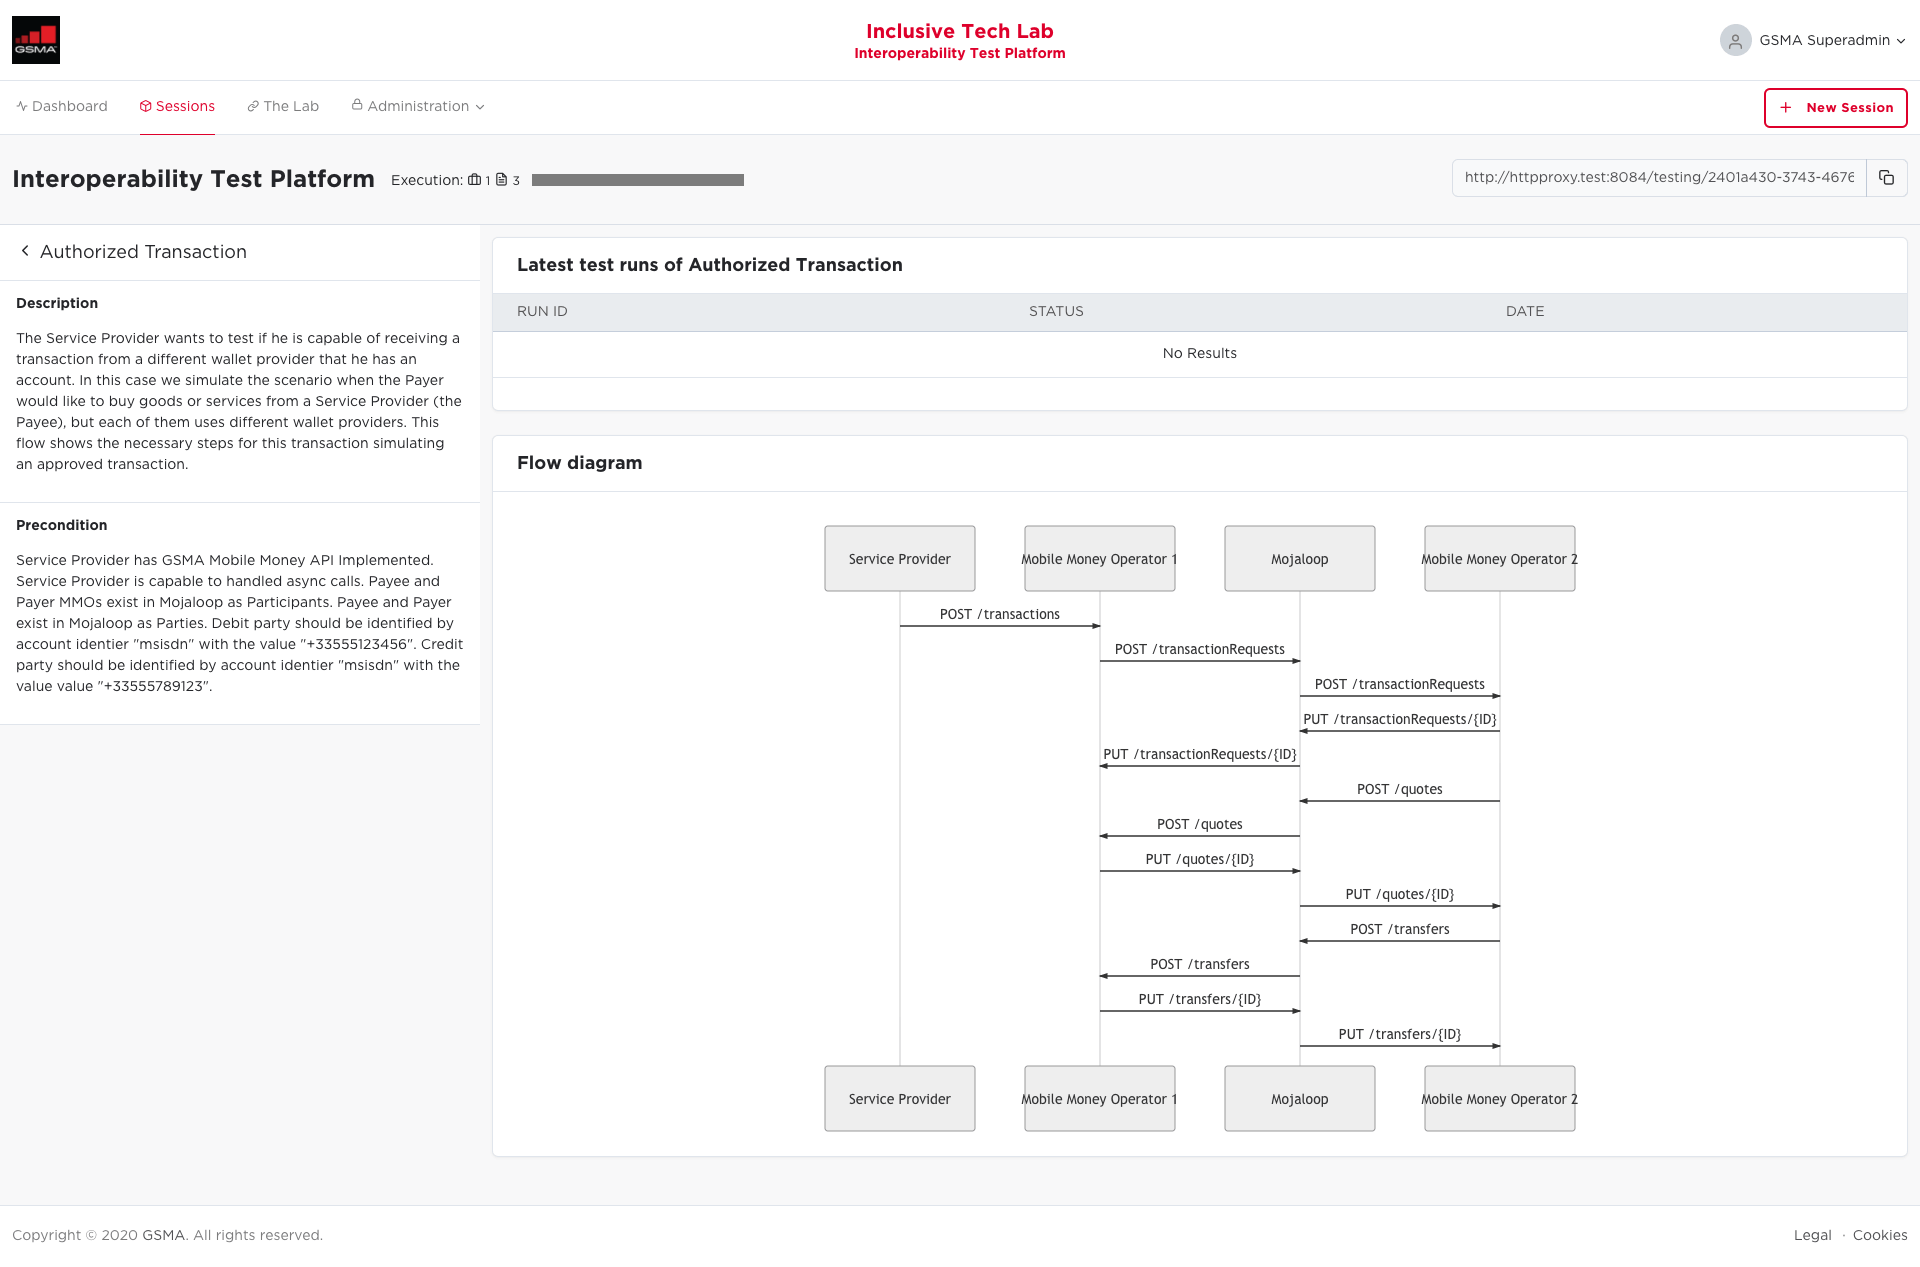 GSMA
Inclusive Tech Lab
Interoperability Test Platform
GSMA Superadmin
Dashboard
Sessions
The Lab
Administration
New Session
Interoperability Test Platform
Execution: 1 3
http://httpproxy.test:8084/testing/2401a430-3743-4676
Authorized Transaction
Description
The Service Provider wants to test if he is capable of receiving a
transaction from a different wallet provider that he has an
account. In this case we simulate the scenario when the Payer
would like to buy goods or services from a Service Provider (the
Payee), but each of them uses different wallet providers. This
flow shows the necessary steps for this transaction simulating
an approved transaction.
Precondition
Service Provider has GSMA Mobile Money API Implemented.
Service Provider is capable to handled async calls. Payee and
Payer MMOs exist in Mojaloop as Participants. Payee and Payer
exist in Mojaloop as Parties. Debit party should be identified by
account identier "msisdn" with the value "+33555123456". Credit
party should be identified by account identier "msisdn" with the
value value "+33555789123".
Latest test runs of Authorized Transaction
RUN ID STATUS DATE
No Results
Flow diagram
Service Provider
Mobile Money Operator 1
Mojaloop
Mobile Money Operator 2
POST /transactions
POST /transactionRequests
POST /transactionRequests
PUT /transactionRequests/{ID}
PUT /transactionRequests/{ID}
POST /quotes
POST /quotes
PUT /quotes/{ID}
PUT /quotes/{ID}
POST /transfers
POST /transfers
PUT /transfers/{ID}
PUT /transfers/{ID}
Service Provider
Mobile Money Operator 1
Mojaloop
Mobile Money Operator 2
Copyright © 2020 GSMA. All rights reserved.
Legal · Cookies